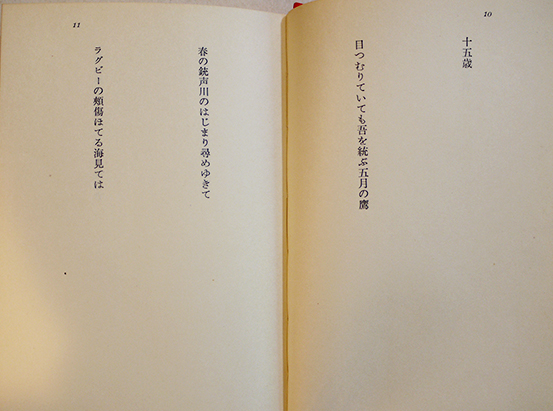 10
十五歳
目つむりていても吾を統ぶ五月の鷹
11
春の銃声川のはじまり尋めゆきて
ラグビーの頬傷ほてる海見ては